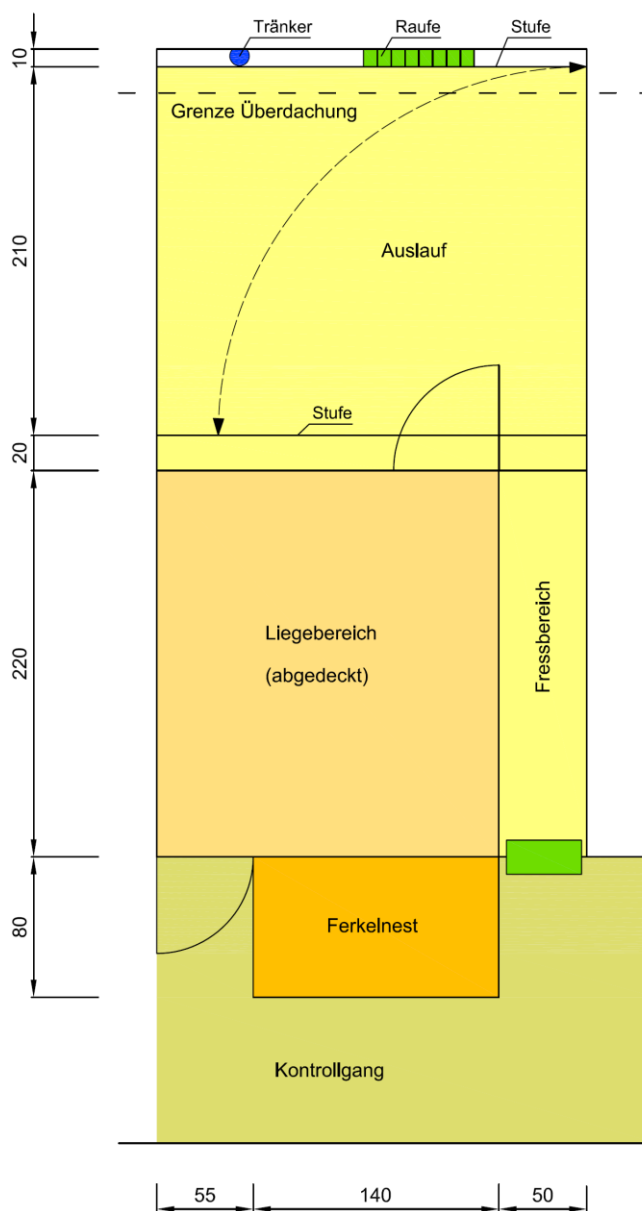 Tränker
Raufe
Stufe
10
Grenze Überdachung
210
Auslauf
Stufe
20
Liegebereich
(abgedeckt)
Fressbereich
220
Ferkelnest
80
Kontrollgang
55
140
50